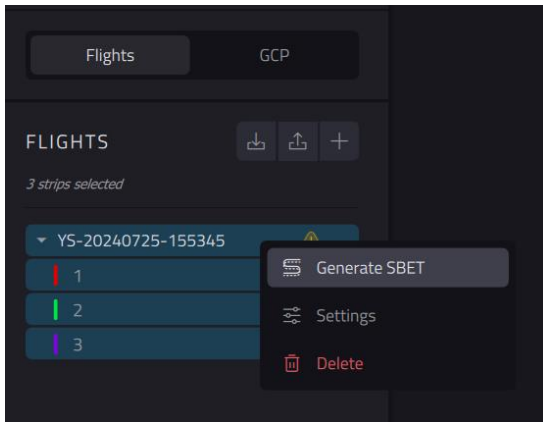 Flights GCP
FLIGHTS
3 strips selected
YS-20240725-155345
1
Generate SBET
2
Settings
3
Delete